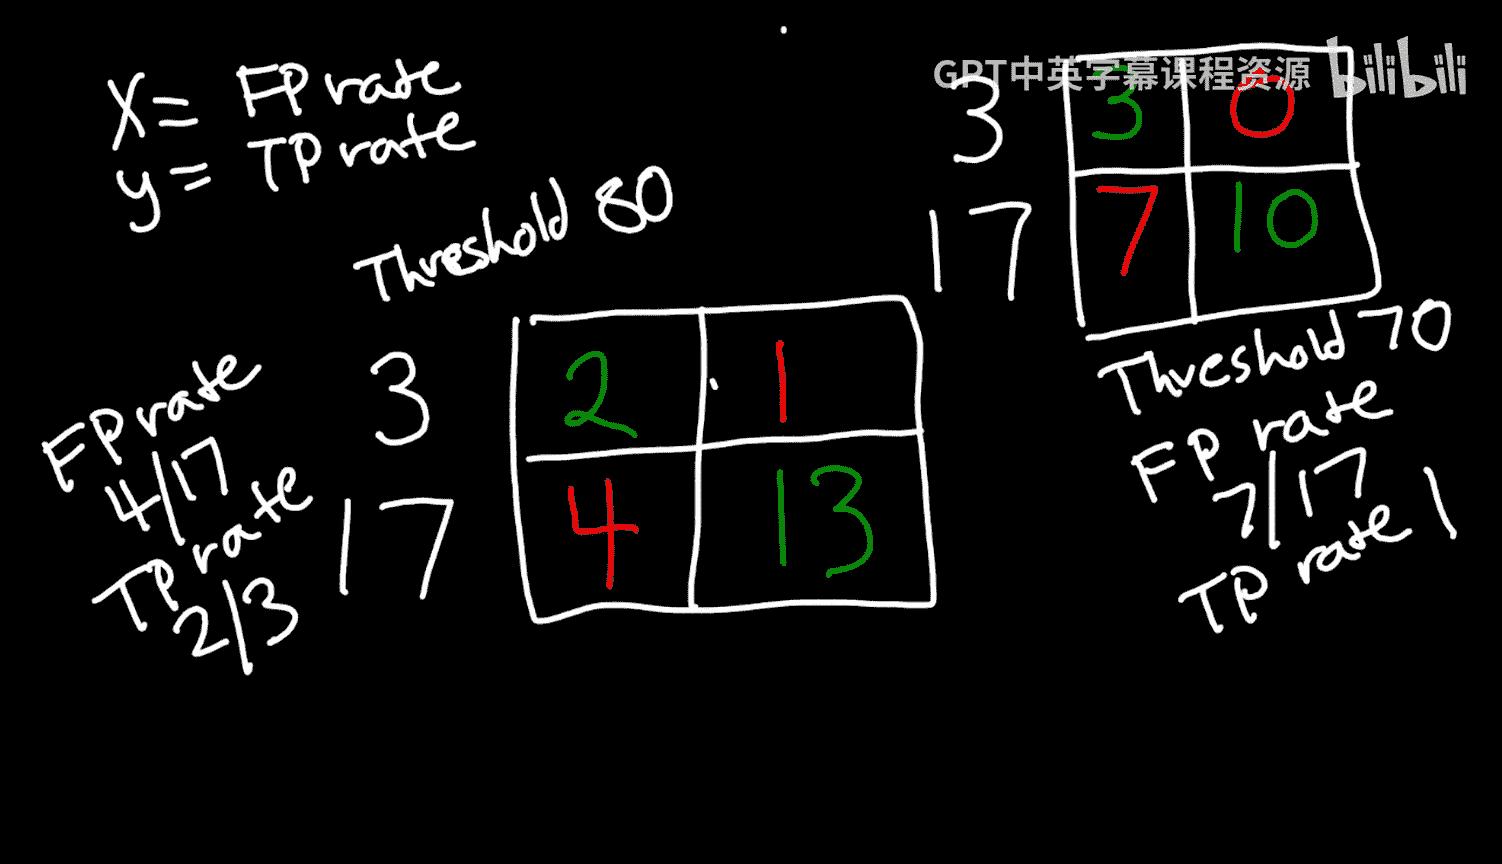 GPT中英字幕课程资源 bilibili
X = FP rate
y = TP rate
Threshold 80
3 2 1
17 4 13
FP rate
4/17
TP rate
2/3
3 3 0
17 7 10
Threshold 70
FP rate
7/17
TP rate 1